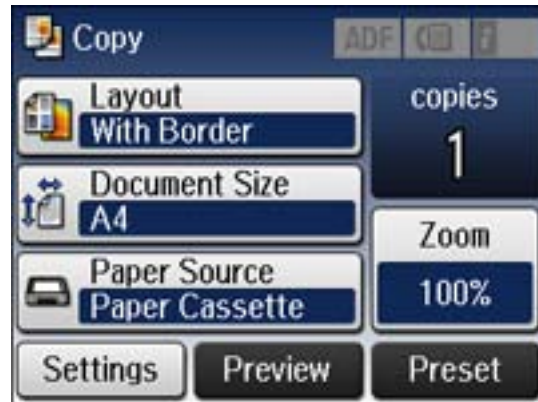 Copy
ADF
Layout
With Border
copies
1
Document Size
A4
Zoom
100%
Paper Source
Paper Cassette
Settings
Preview
Preset